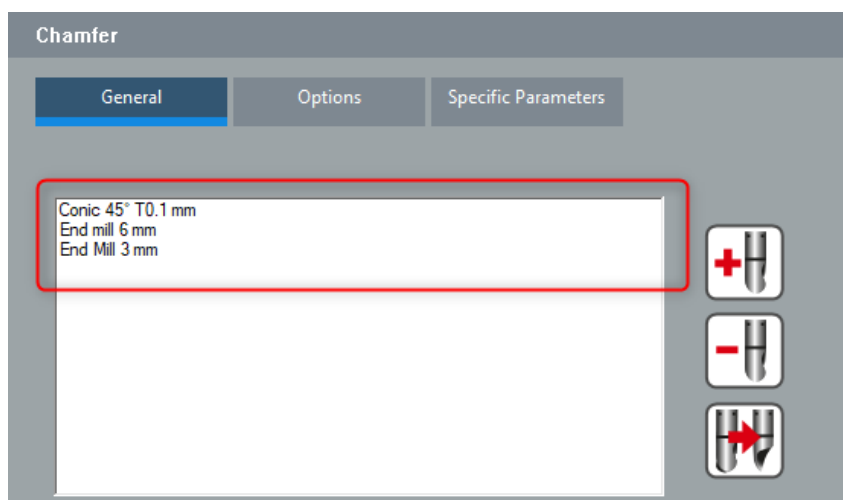 Chamfer
General
Options
Specific Parameters
Conic 45° T0.1 mm
End mill 6 mm
End Mill 3 mm